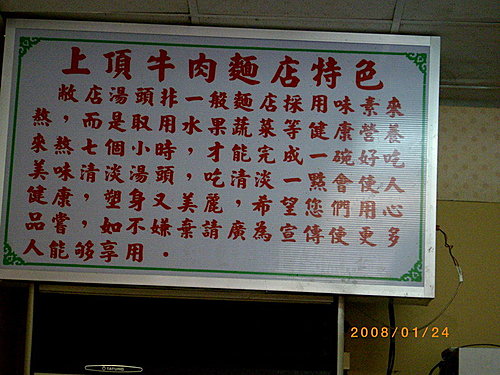 上頂牛肉麵店特色
敝店湯頭非一般麵店採用味素來
熬，而是取用水果蔬菜等健康營養
來熬七個小時，才能完成一碗好吃
美味清淡湯頭，吃清淡一點會使人
健康，塑身又美麗，希望您們用心
品嘗，如不嫌棄請廣為宣傳使更多
人能够享用．
TATUNG
2008/01/24